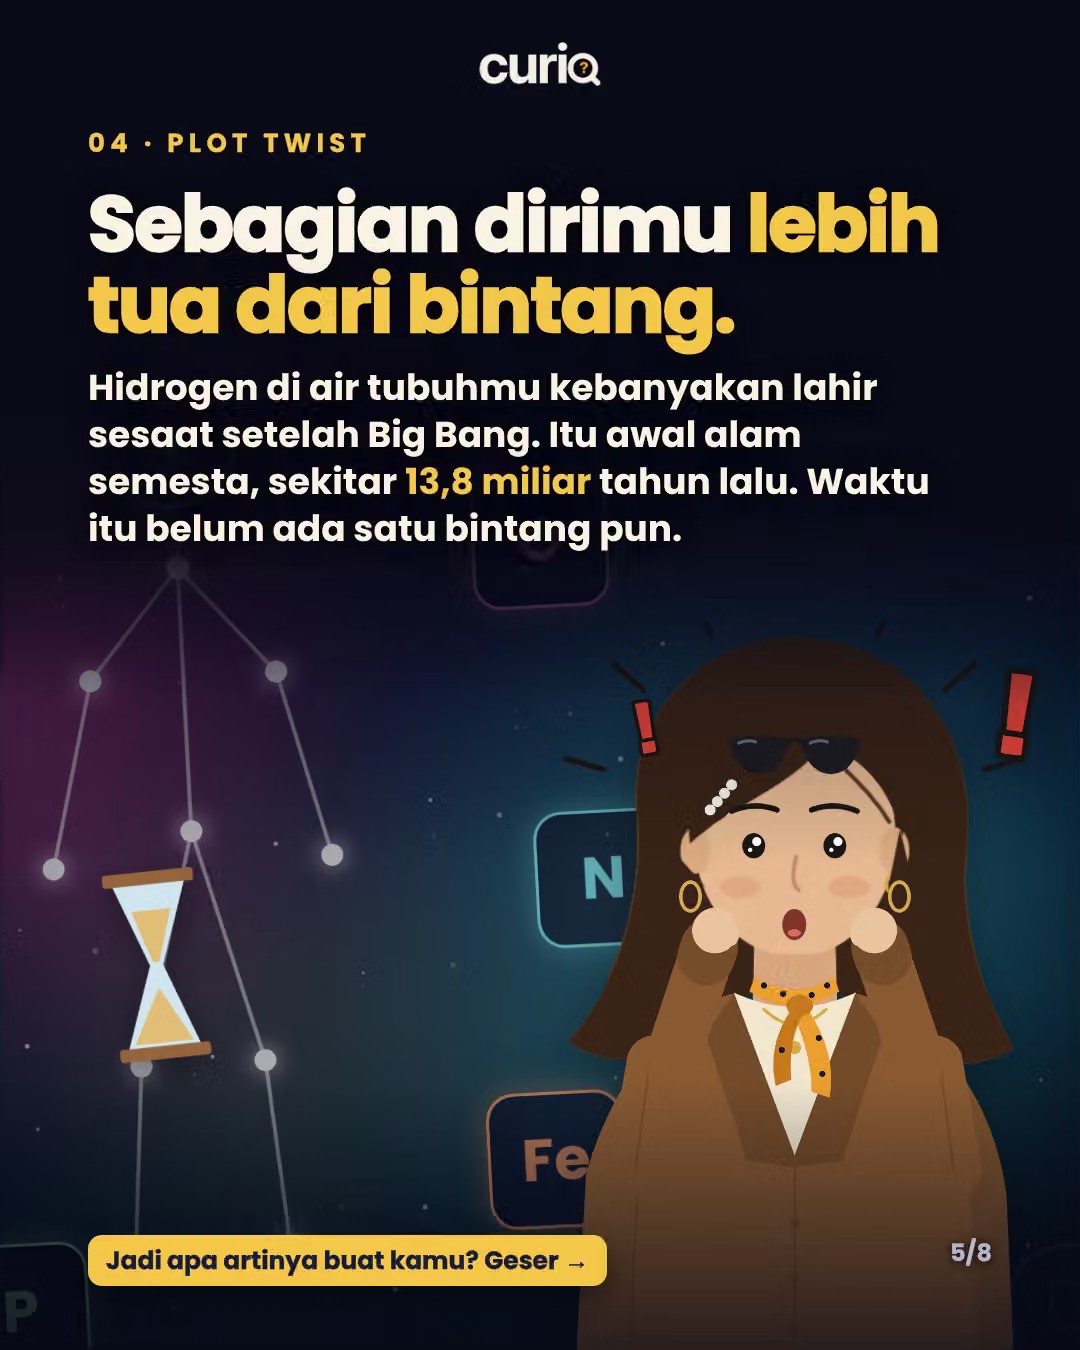 curiQ
04 · PLOT TWIST
Sebagian dirimu lebih
tua dari bintang.
Hidrogen di air tubuhmu kebanyakan lahir
sesaat setelah Big Bang. Itu awal alam
semesta, sekitar 13,8 miliar tahun lalu. Waktu
itu belum ada satu bintang pun.
!
!
N
Fe
Jadi apa artinya buat kamu? Geser →
5/8
P